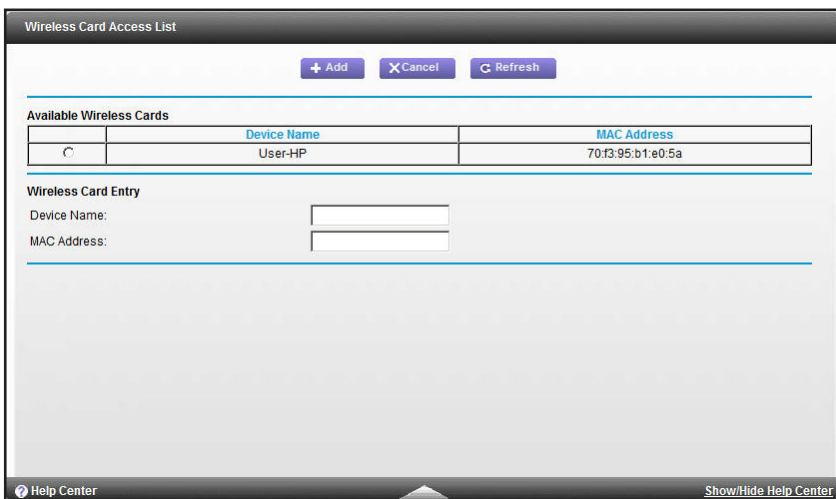 Wireless Card Access List
+ Add X Cancel Refresh
Available Wireless Cards
Device Name MAC Address
User-HP 70:f3:95:b1:e0:5a
Wireless Card Entry
Device Name:
MAC Address:
? Help Center Show/Hide Help Center